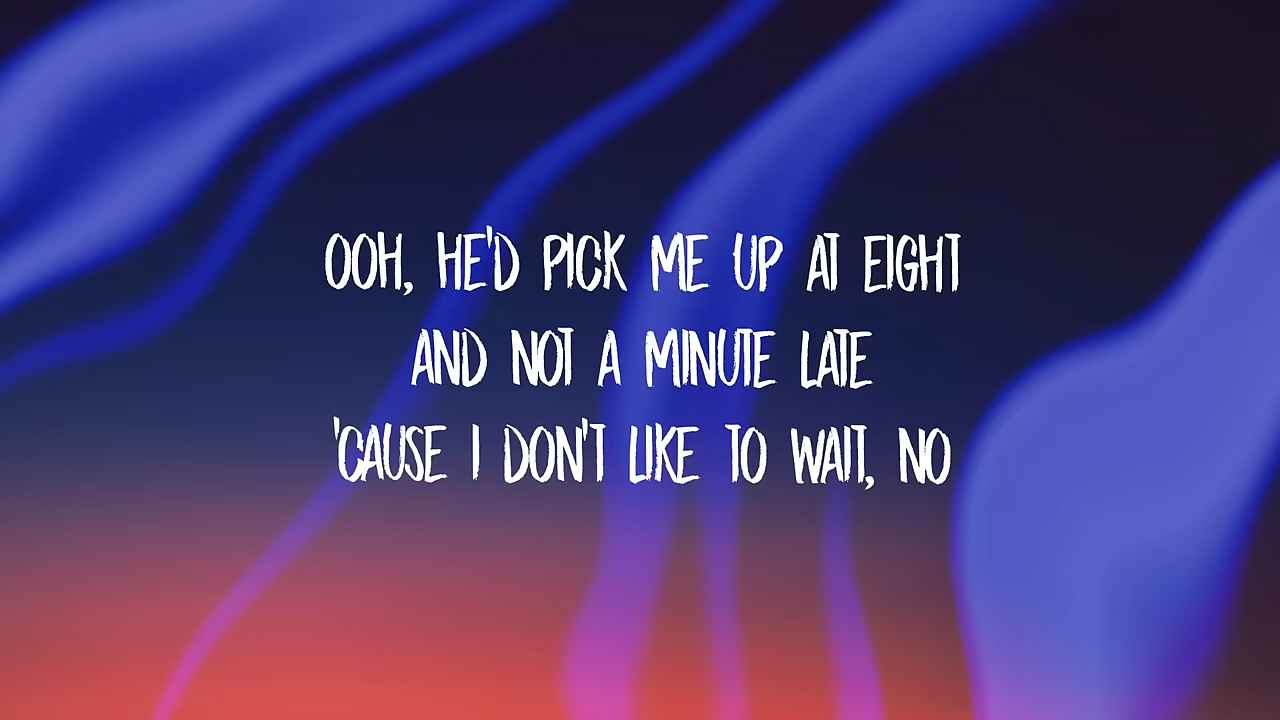 OOH, HE'D PICK ME UP AT EIGHT
AND NOT A MINUTE LATE
'CAUSE I DON'T LIKE TO WAIT, NO